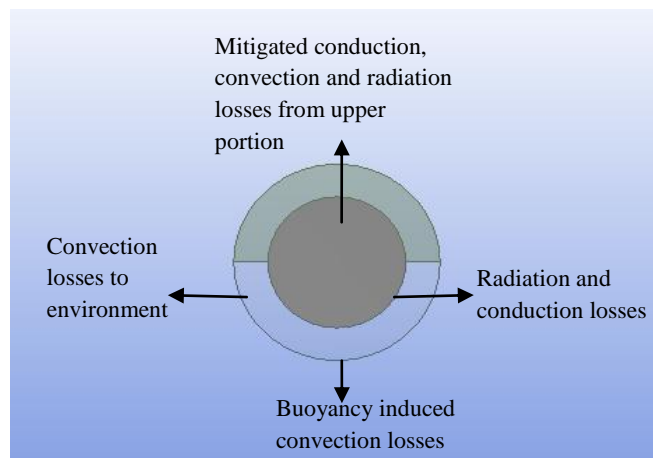 Mitigated conduction,
convection and radiation
losses from upper
portion
Convection
losses to
environment
Radiation and
conduction losses
Buoyancy induced
convection losses